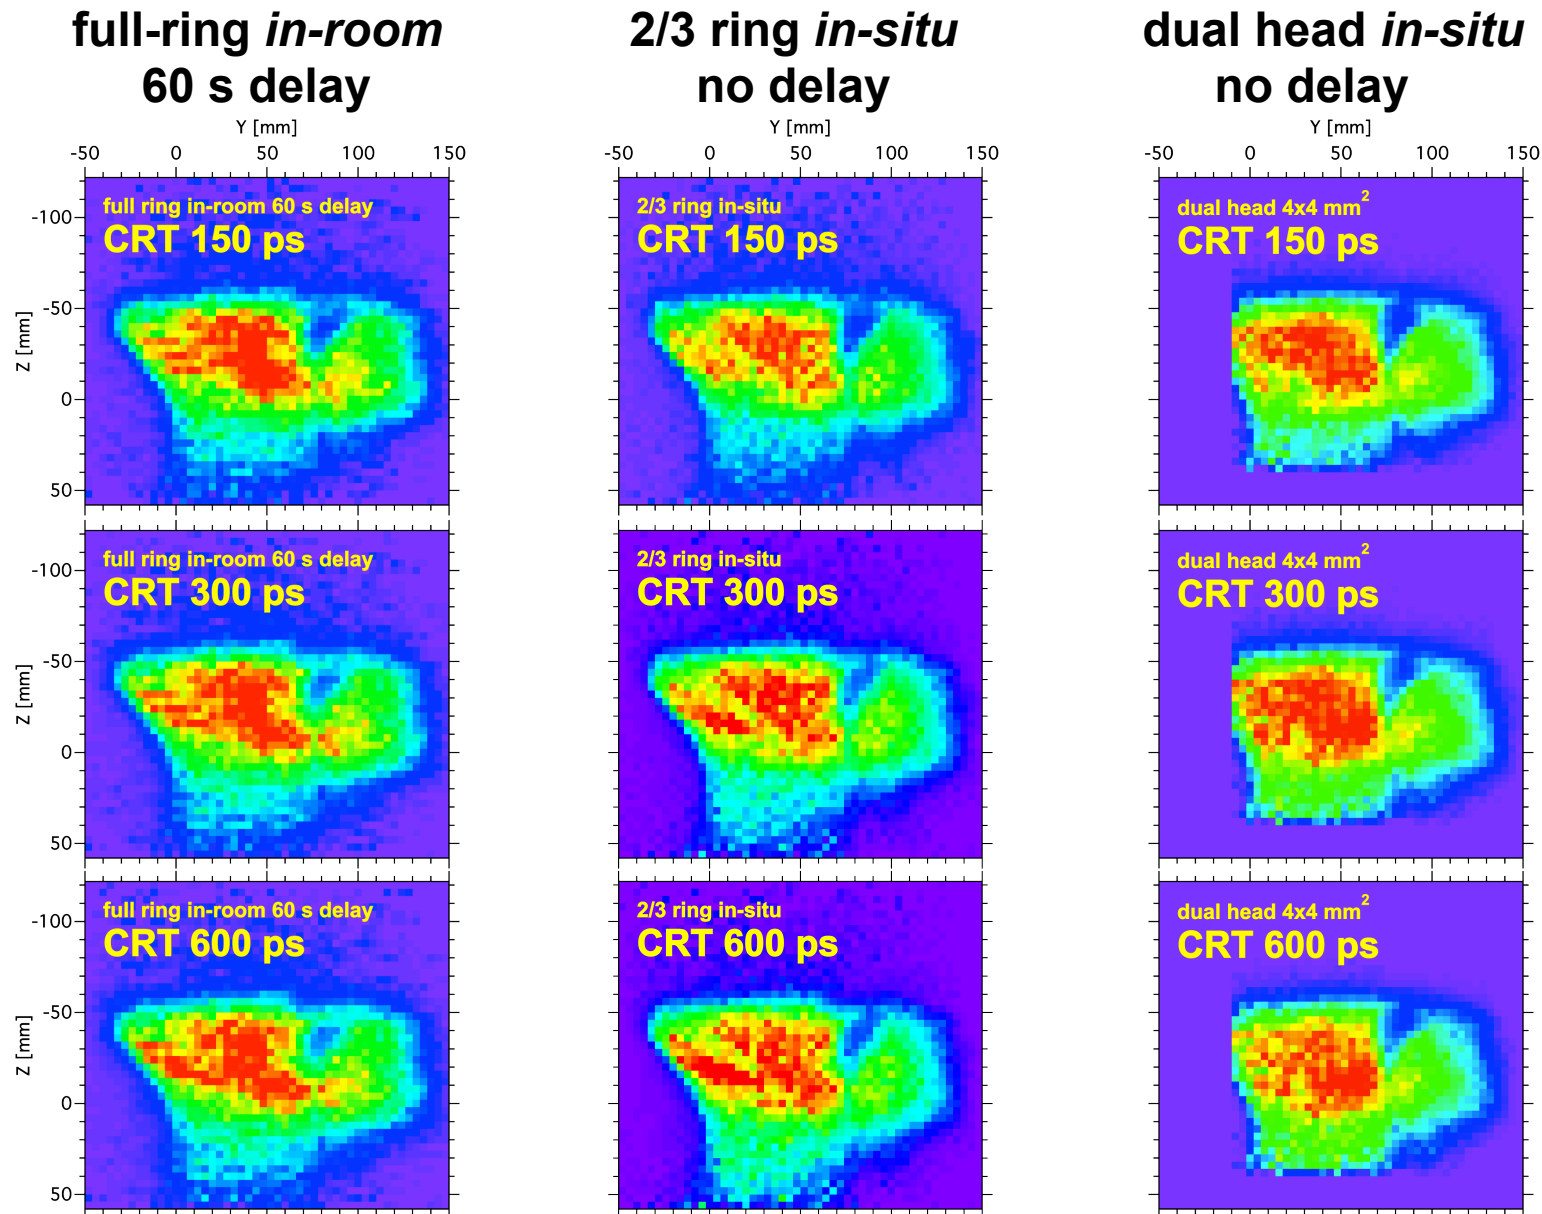 full-ring in-room
60 s delay
2/3 ring in-situ
no delay
dual head in-situ
no delay
Y [mm]
Y [mm]
Y [mm]
-50 0 50 100 150
-50 0 50 100 150
-50 0 50 100 150
Z [mm]
-100
-50
0
50
full ring in-room 60 s delay
CRT 150 ps
2/3 ring in-situ
CRT 150 ps
dual head 4x4 mm²
CRT 150 ps
Z [mm]
-100
-50
0
50
full ring in-room 60 s delay
CRT 300 ps
2/3 ring in-situ
CRT 300 ps
dual head 4x4 mm²
CRT 300 ps
Z [mm]
-100
-50
0
50
full ring in-room 60 s delay
CRT 600 ps
2/3 ring in-situ
CRT 600 ps
dual head 4x4 mm²
CRT 600 ps